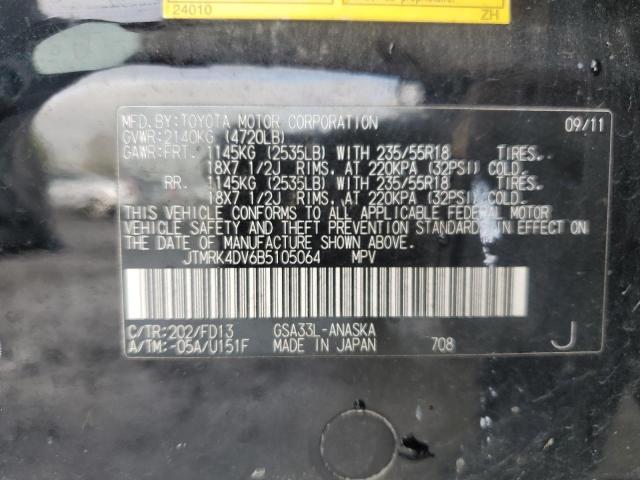 24010 ZH
MFD.BY:TOYOTA MOTOR CORPORATION 09/11
GVWR:2140KG (4720LB)
GAWR:FRT. 1145KG (2535LB) WITH 235/55R18 TIRES.
18X7 1/2J RIMS. AT 220KPA (32PSI) COLD.
RR. 1145KG (2535LB) WITH 235/55R18 TIRES.
18X7 1/2J RIMS. AT 220KPA (32PSI) COLD.
THIS VEHICLE CONFORMS TO ALL APPLICABLE FEDERAL MOTOR
VEHICLE SAFETY AND THEFT PREVENTION STANDARDS IN EFFECT
ON THE DATE OF MANUFACTURE SHOWN ABOVE.
JTMRK4DV6B5105064 MPV
C/TR:202/FD13 GSA33L-ANASKA
A/TM:-05A/U151F MADE IN JAPAN 708 J